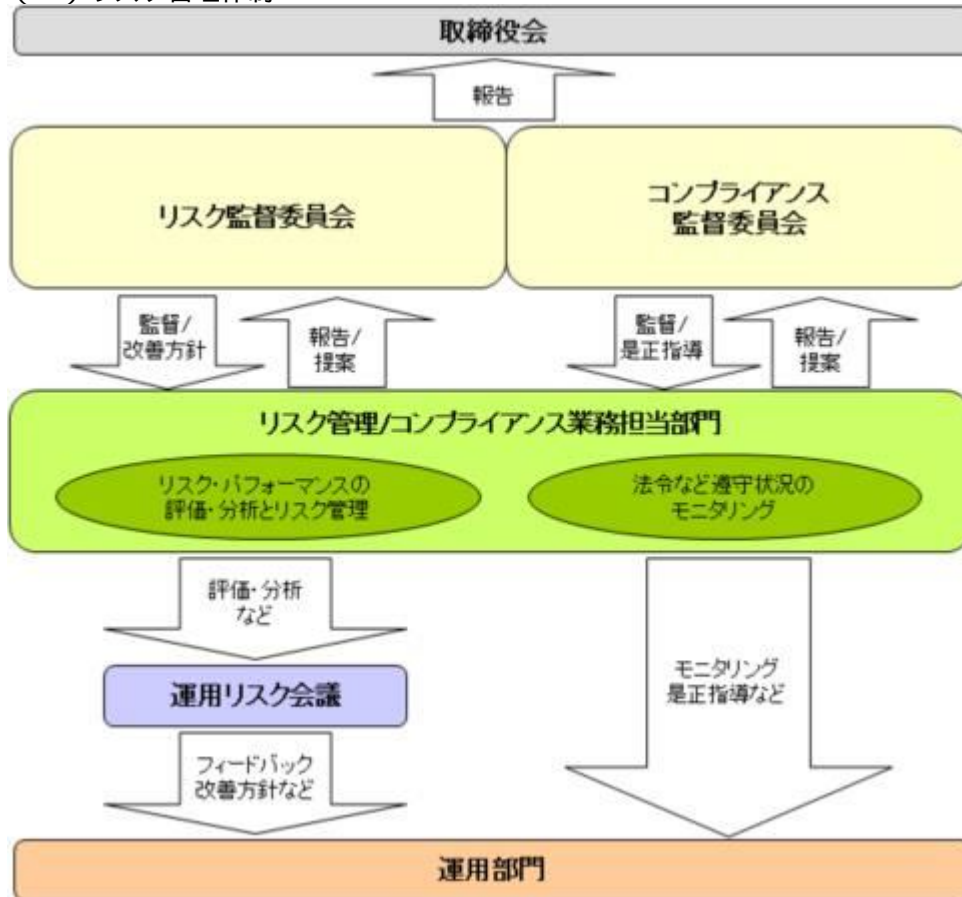 取締役会
報告
リスク監督委員会
コンプライアンス
監督委員会
監督/
改善方針
報告/
提案
監督/
是正指導
報告/
提案
リスク管理/コンプライアンス業務担当部門
リスク・パフォーマンスの
評価・分析とリスク管理
法令など遵守状況の
モニタリング
評価・分析
など
運用リスク会議
モニタリング
是正指導など
フィードバック
改善方針など
運用部門